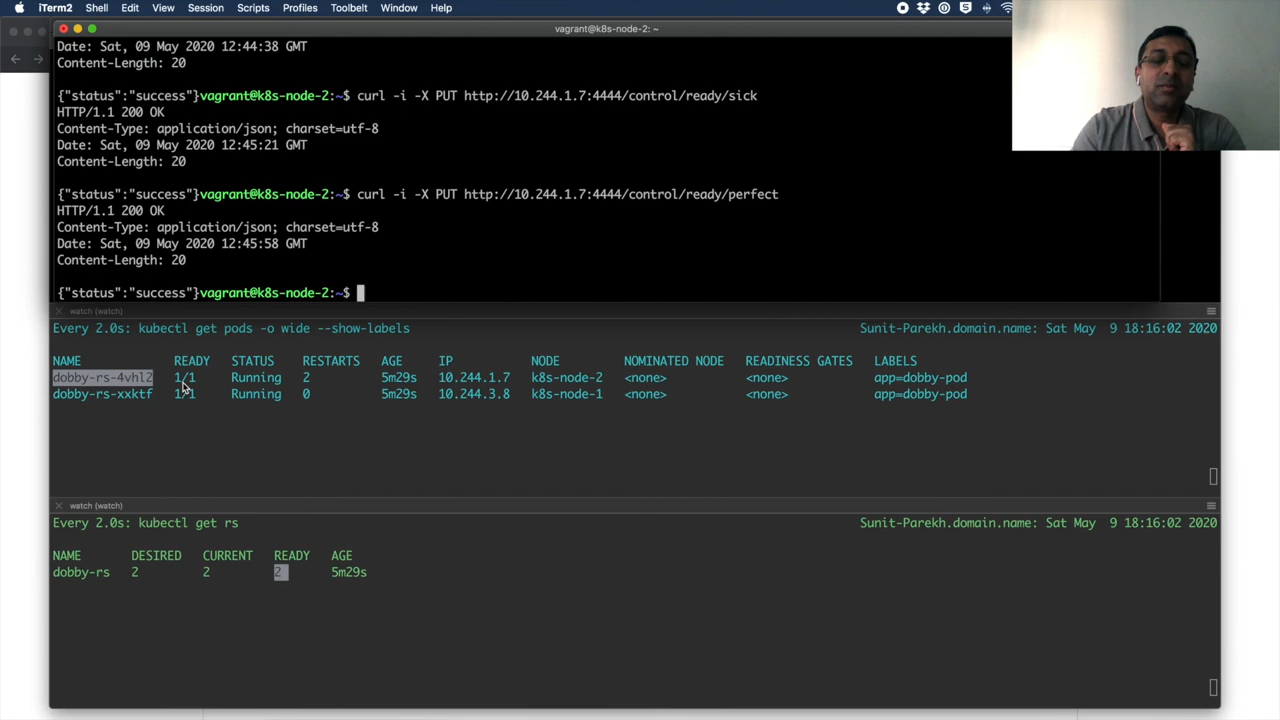 iTerm2 Shell Edit View Session Scripts Profiles Toolbelt Window Help
vagrant@k8s-node-2: ~
Date: Sat, 09 May 2020 12:44:38 GMT
Content-Length: 20
{"status":"success"}vagrant@k8s-node-2:~$ curl -i -X PUT http://10.244.1.7:4444/control/ready/sick
HTTP/1.1 200 OK
Content-Type: application/json; charset=utf-8
Date: Sat, 09 May 2020 12:45:21 GMT
Content-Length: 20
{"status":"success"}vagrant@k8s-node-2:~$ curl -i -X PUT http://10.244.1.7:4444/control/ready/perfect
HTTP/1.1 200 OK
Content-Type: application/json; charset=utf-8
Date: Sat, 09 May 2020 12:45:58 GMT
Content-Length: 20
{"status":"success"}vagrant@k8s-node-2:~$
watch (watch)
Every 2.0s: kubectl get pods -o wide --show-labels Sunit-Parekh.domain.name: Sat May 9 18:16:02 2020
NAME READY STATUS RESTARTS AGE IP NODE NOMINATED NODE READINESS GATES LABELS
dobby-rs-4vhl2 1/1 Running 2 5m29s 10.244.1.7 k8s-node-2 <none> <none> app=dobby-pod
dobby-rs-xxktf 1/1 Running 0 5m29s 10.244.3.8 k8s-node-1 <none> <none> app=dobby-pod
watch (watch)
Every 2.0s: kubectl get rs Sunit-Parekh.domain.name: Sat May 9 18:16:02 2020
NAME DESIRED CURRENT READY AGE
dobby-rs 2 2 2 5m29s